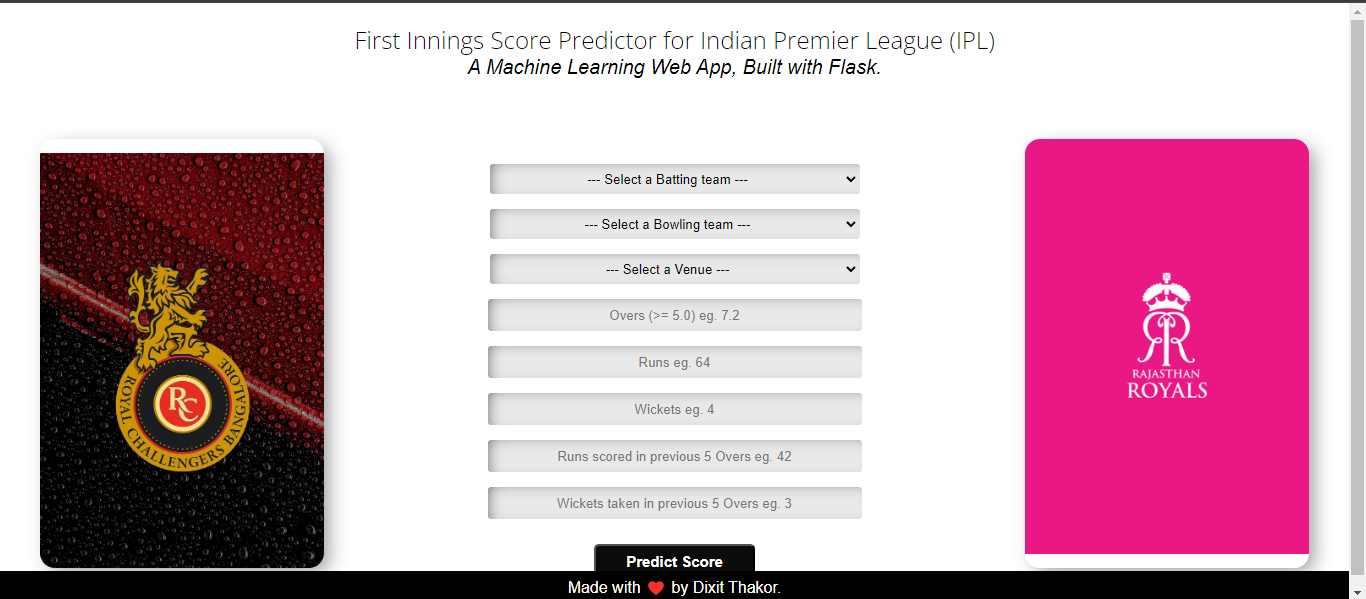 First Innings Score Predictor for Indian Premier League (IPL)
A Machine Learning Web App, Built with Flask.
ROYAL CHALLENGERS BANGALORE
RC
--- Select a Batting team ---
--- Select a Bowling team ---
--- Select a Venue ---
Overs (>= 5.0) eg. 7.2
Runs eg. 64
Wickets eg. 4
Runs scored in previous 5 Overs eg. 42
Wickets taken in previous 5 Overs eg. 3
Predict Score
RR
RAJASTHAN
ROYALS
Made with ❤️ by Dixit Thakor.